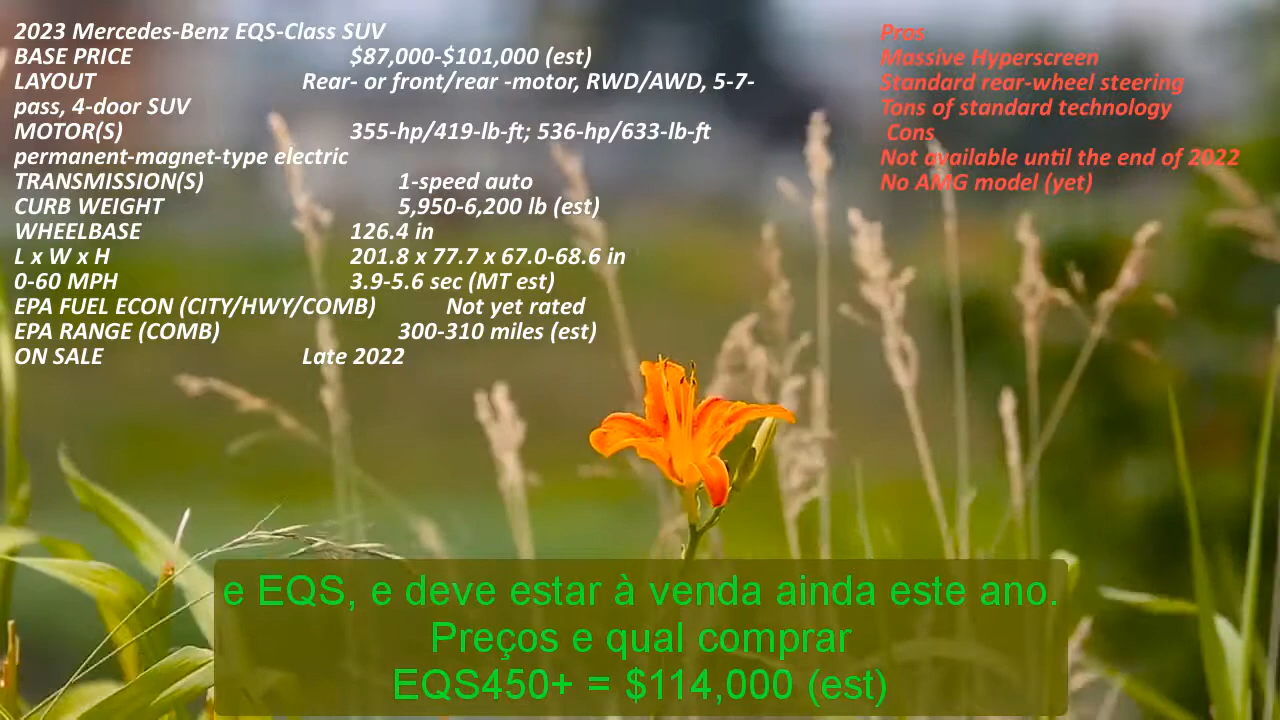 2023 Mercedes-Benz EQS-Class SUV
BASE PRICE $87,000-$101,000 (est)
LAYOUT Rear- or front/rear -motor, RWD/AWD, 5-7-
pass, 4-door SUV
MOTOR(S) 355-hp/419-lb-ft; 536-hp/633-lb-ft
permanent-magnet-type electric
TRANSMISSION(S) 1-speed auto
CURB WEIGHT 5,950-6,200 lb (est)
WHEELBASE 126.4 in
L x W x H 201.8 x 77.7 x 67.0-68.6 in
0-60 MPH 3.9-5.6 sec (MT est)
EPA FUEL ECON (CITY/HWY/COMB) Not yet rated
EPA RANGE (COMB) 300-310 miles (est)
ON SALE Late 2022
Pros
Massive Hyperscreen
Standard rear-wheel steering
Tons of standard technology
Cons
Not available until the end of 2022
No AMG model (yet)
e EQS, e deve estar à venda ainda este ano.
Preços e qual comprar
EQS450+ = $114,000 (est)